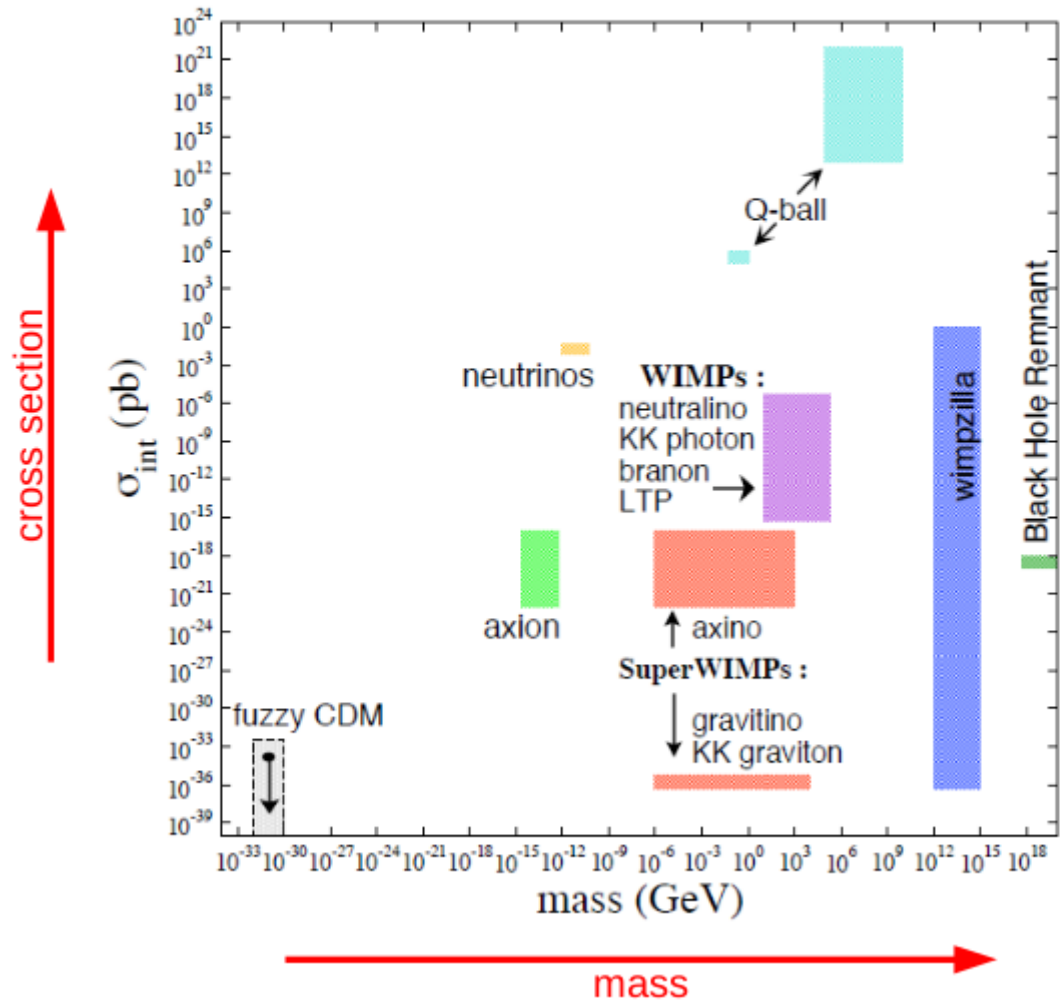 10^24
10^21
10^18
10^15
10^12
10^9
10^6
10^3
10^0
10^-3
10^-6
10^-9
10^-12
10^-15
10^-18
10^-21
10^-24
10^-27
10^-30
10^-33
10^-36
10^-39
cross section
σ_int (pb)
Q-ball
neutrinos
WIMPs :
neutralino
KK photon
branon
LTP
wimpzilla
Black Hole Remnant
axion
axino
SuperWIMPs :
gravitino
KK graviton
fuzzy CDM
10^-33 10^-30 10^-27 10^-24 10^-21 10^-18 10^-15 10^-12 10^-9 10^-6 10^-3 10^0 10^3 10^6 10^9 10^12 10^15 10^18
mass (GeV)
mass